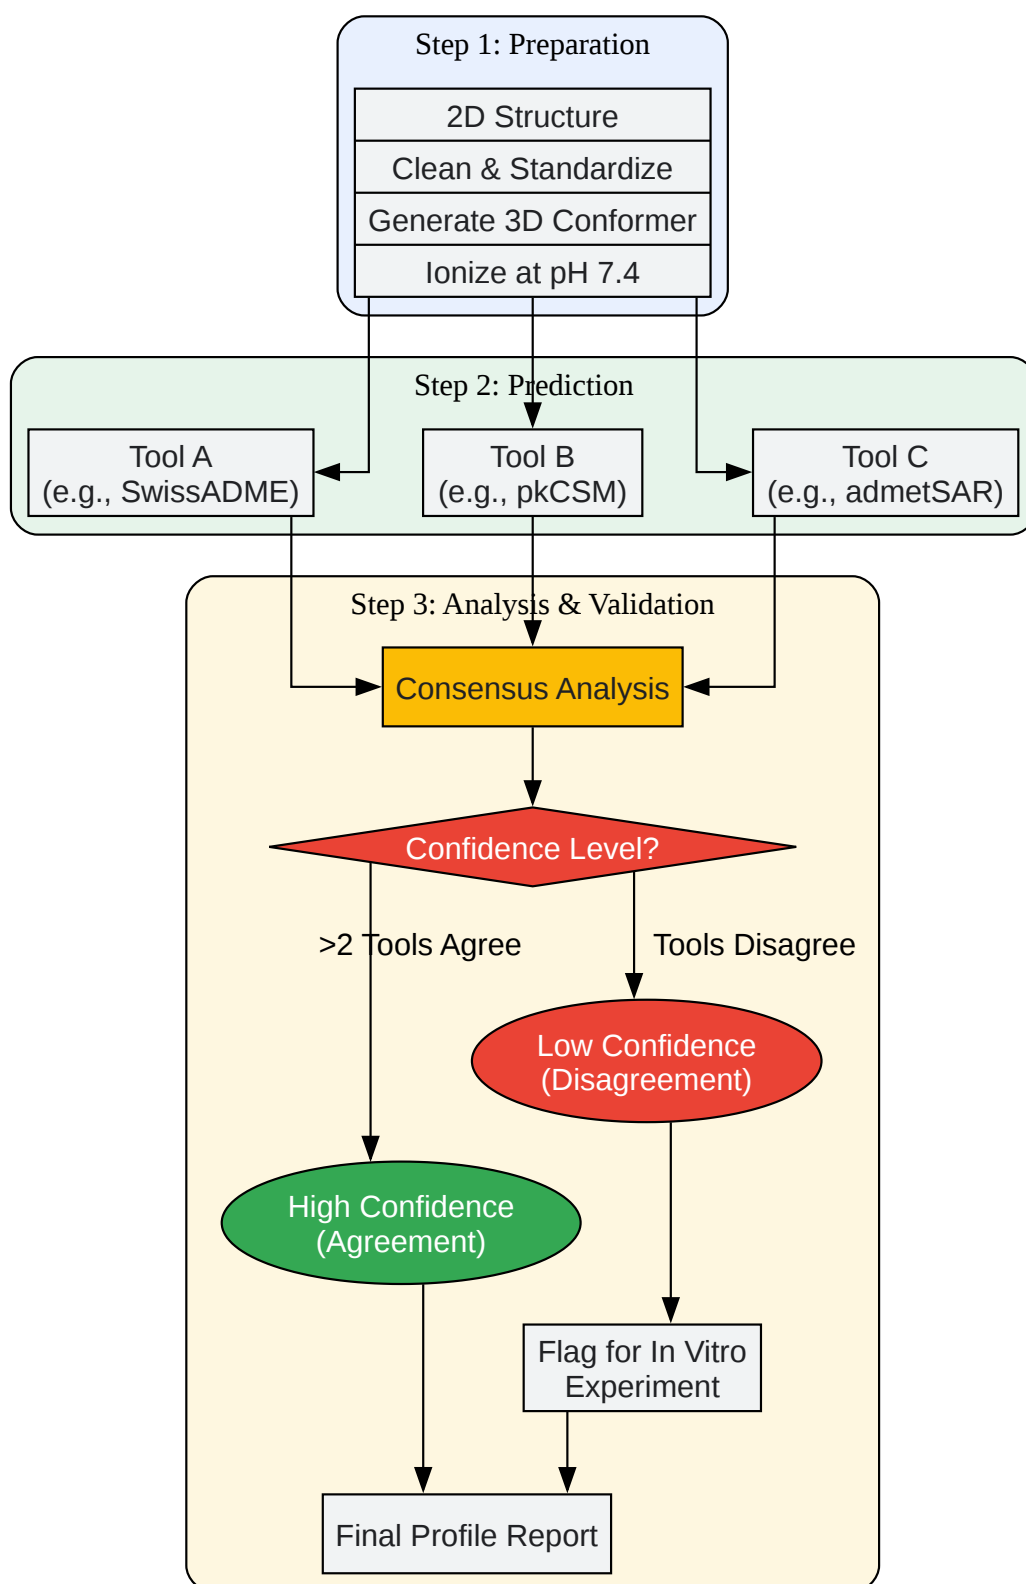 Step 1: Preparation
2D Structure
Clean & Standardize
Generate 3D Conformer
Ionize at pH 7.4
Step 2: Prediction
Tool A
(e.g., SwissADME)
Tool B
(e.g., pkCSM)
Tool C
(e.g., admetSAR)
Step 3: Analysis & Validation
Consensus Analysis
Confidence Level?
>2 Tools Agree
Tools Disagree
Low Confidence
(Disagreement)
High Confidence
(Agreement)
Flag for In Vitro
Experiment
Final Profile Report